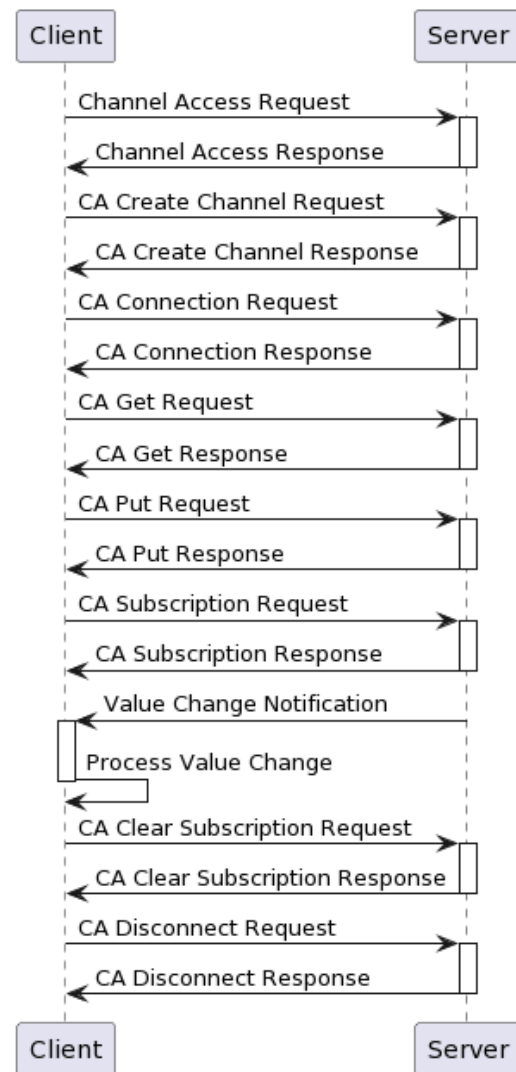 Client
Server
Channel Access Request
Channel Access Response
CA Create Channel Request
CA Create Channel Response
CA Connection Request
CA Connection Response
CA Get Request
CA Get Response
CA Put Request
CA Put Response
CA Subscription Request
CA Subscription Response
Value Change Notification
Process Value Change
CA Clear Subscription Request
CA Clear Subscription Response
CA Disconnect Request
CA Disconnect Response
Client
Server